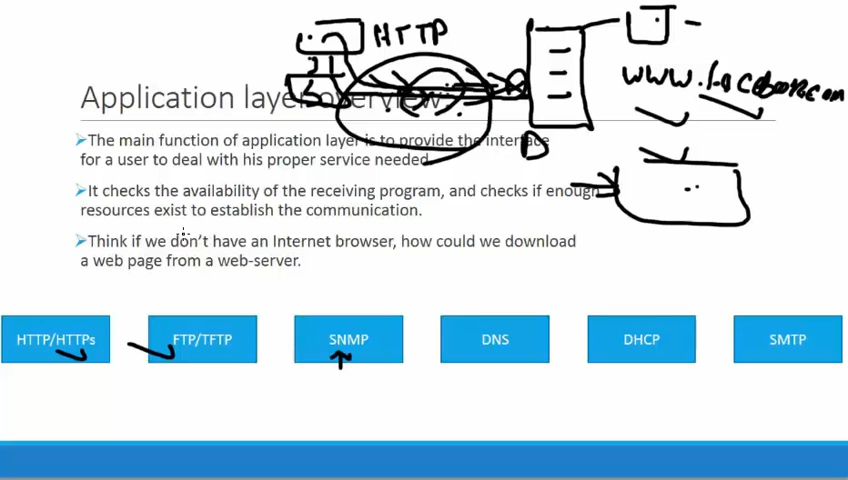 HTTP
Application layer overview
www.facebook.com
➢The main function of application layer is to provide the interface
for a user to deal with his proper service needed.
D
➢It checks the availability of the receiving program, and checks if enough
resources exist to establish the communication.
➢Think if we don't have an Internet browser, how could we download
a web page from a web-server.
HTTP/HTTPs
FTP/TFTP
SNMP
DNS
DHCP
SMTP